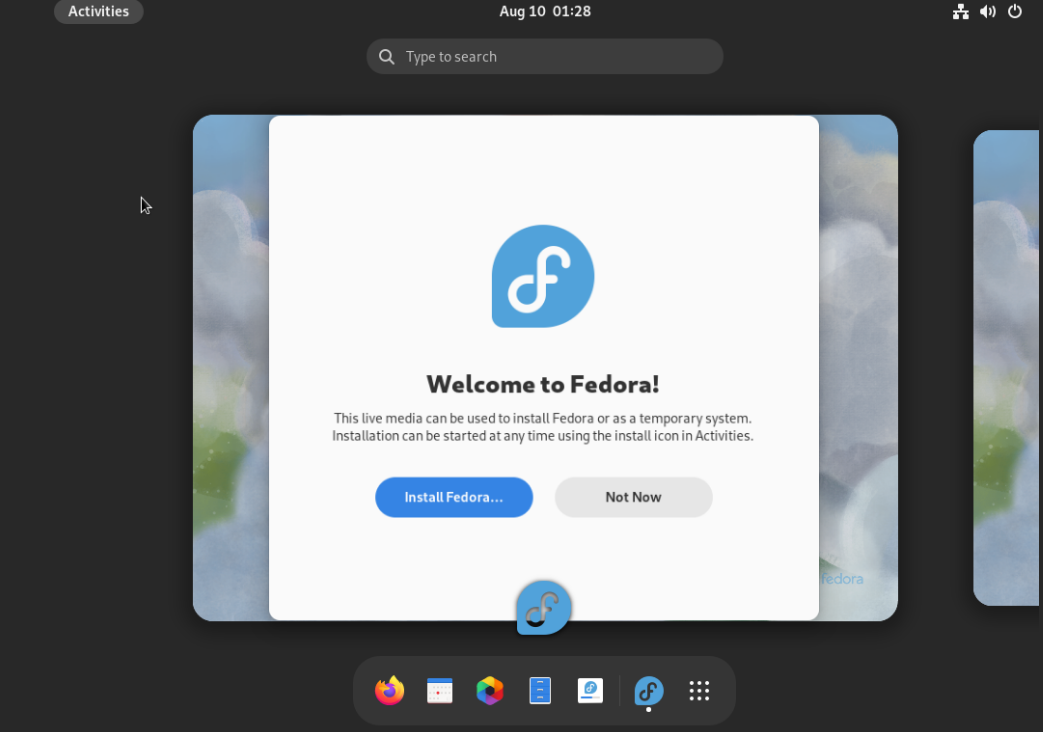 Activities
Aug 10 01:28
Type to search
Welcome to Fedora!
This live media can be used to install Fedora or as a temporary system.
Installation can be started at any time using the install icon in Activities.
Install Fedora...
Not Now
fedora